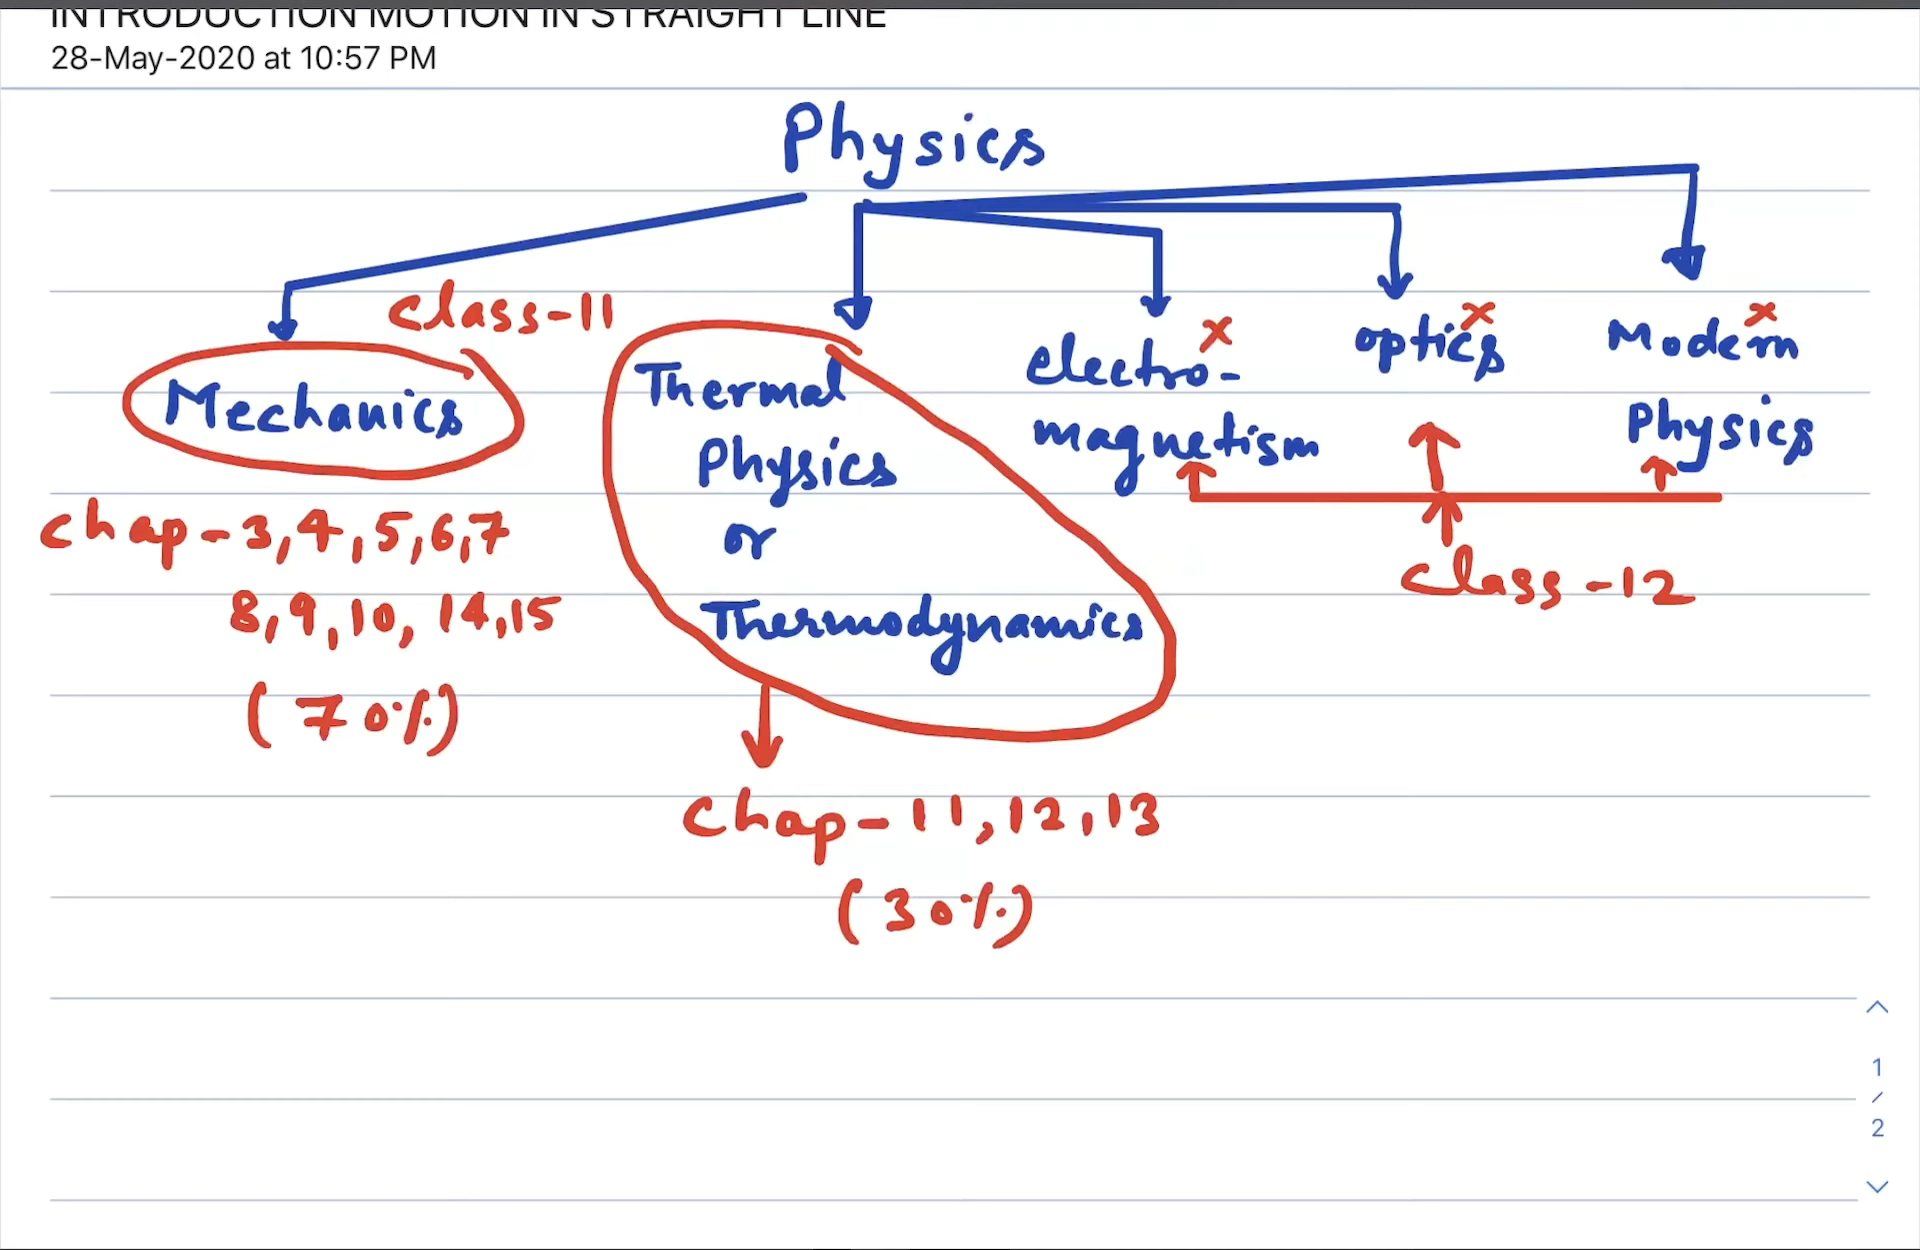 INTRODUCTION MOTION IN STRAIGHT LINE
28-May-2020 at 10:57 PM
Physics
class-11
Mechanics
Thermal
Physics
or
Thermodynamics
electro-
magnetism
x
optics
x
Modern
Physics
x
chap-3,4,5,6,7
8,9,10,14,15
(70%)
class-12
chap-11,12,13
(30%)
1
/
2